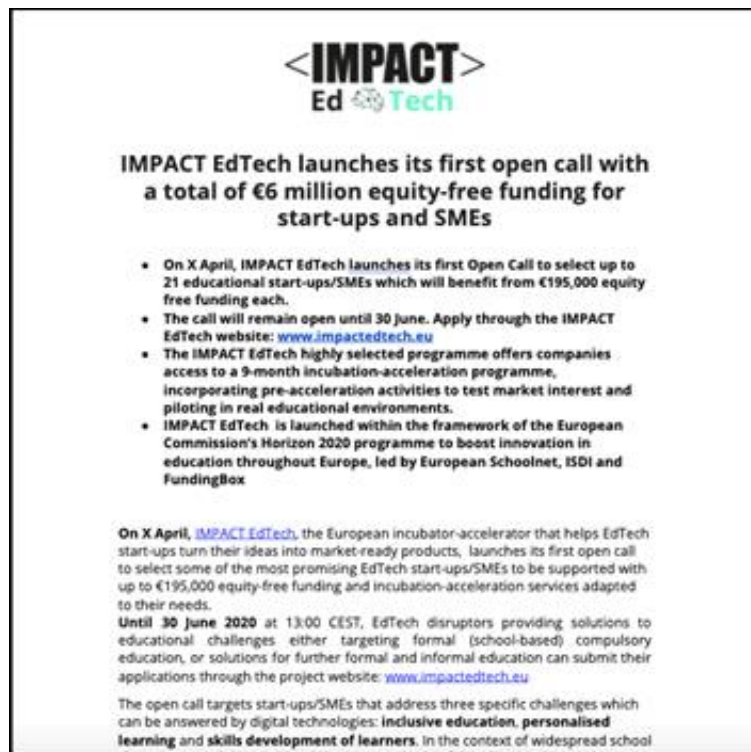 <IMPACT>
Ed Tech
IMPACT EdTech launches its first open call with
a total of €6 million equity-free funding for
start-ups and SMEs
• On X April, IMPACT EdTech launches its first Open Call to select up to
21 educational start-ups/SMEs which will benefit from €195,000 equity
free funding each.
• The call will remain open until 30 June. Apply through the IMPACT
EdTech website: www.impactedtech.eu
• The IMPACT EdTech highly selected programme offers companies
access to a 9-month incubation-acceleration programme,
incorporating pre-acceleration activities to test market interest and
piloting in real educational environments.
• IMPACT EdTech is launched within the framework of the European
Commission's Horizon 2020 programme to boost innovation in
education throughout Europe, led by European Schoolnet, ISDI and
FundingBox
On X April, IMPACT EdTech, the European incubator-accelerator that helps EdTech
start-ups turn their ideas into market-ready products, launches its first open call
to select some of the most promising EdTech start-ups/SMEs to be supported with
up to €195,000 equity-free funding and incubation-acceleration services adapted
to their needs.
Until 30 June 2020 at 13:00 CEST, EdTech disruptors providing solutions to
educational challenges either targeting formal (school-based) compulsory
education, or solutions for further formal and informal education can submit their
applications through the project website: www.impactedtech.eu
The open call targets start-ups/SMEs that address three specific challenges which
can be answered by digital technologies: inclusive education, personalised
learning and skills development of learners. In the context of widespread school